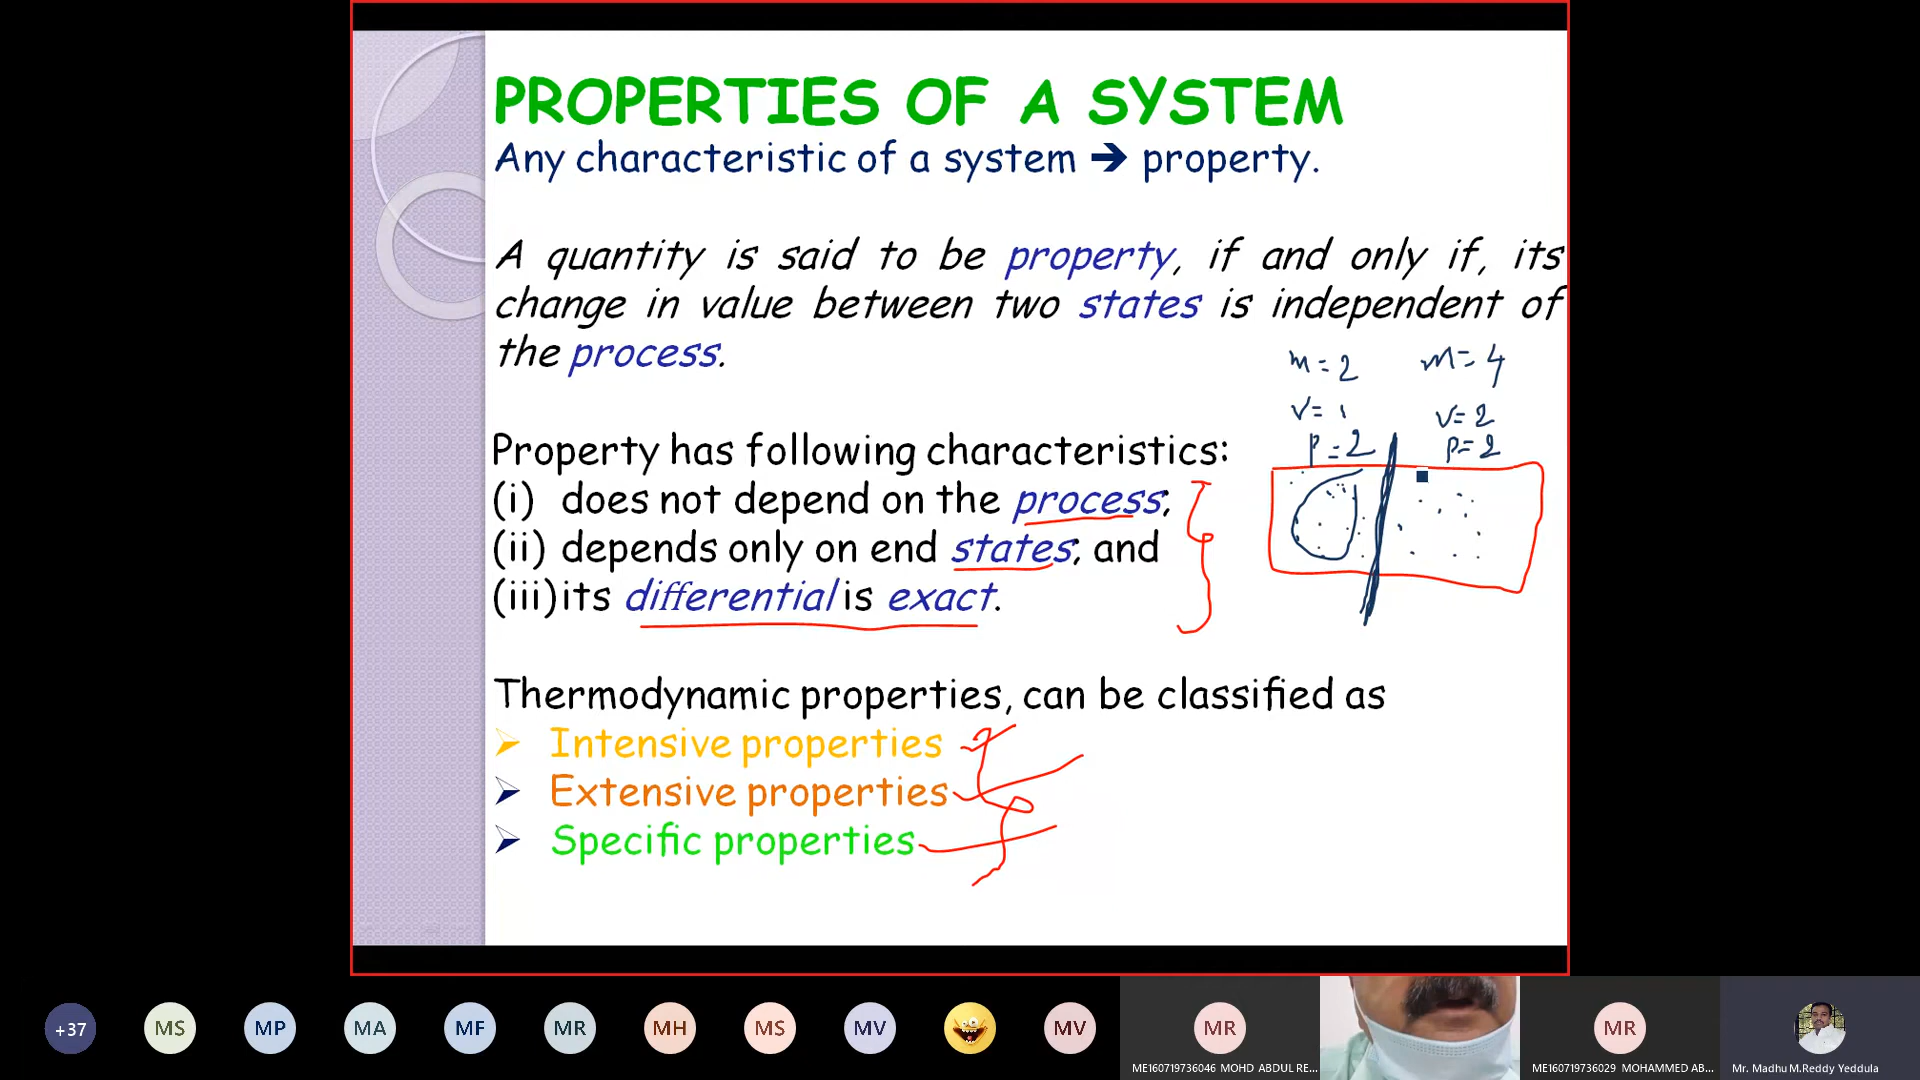 PROPERTIES OF A SYSTEM
Any characteristic of a system ➔ property.
A quantity is said to be property, if and only if, its
change in value between two states is independent of
the process.
m = 2 m = 4
v = 1 v = 2
P = 2 P = 2
Property has following characteristics:
(i) does not depend on the process;
(ii) depends only on end states; and
(iii) its differential is exact.
Thermodynamic properties, can be classified as
➢ Intensive properties
➢ Extensive properties
➢ Specific properties
+37 MS MP MA MF MR MH MS MV MV MR MR
ME160719736046 MOHD ABDUL RE...
ME160719736029 MOHAMMED AB...
Mr. Madhu M.Reddy Yeddula